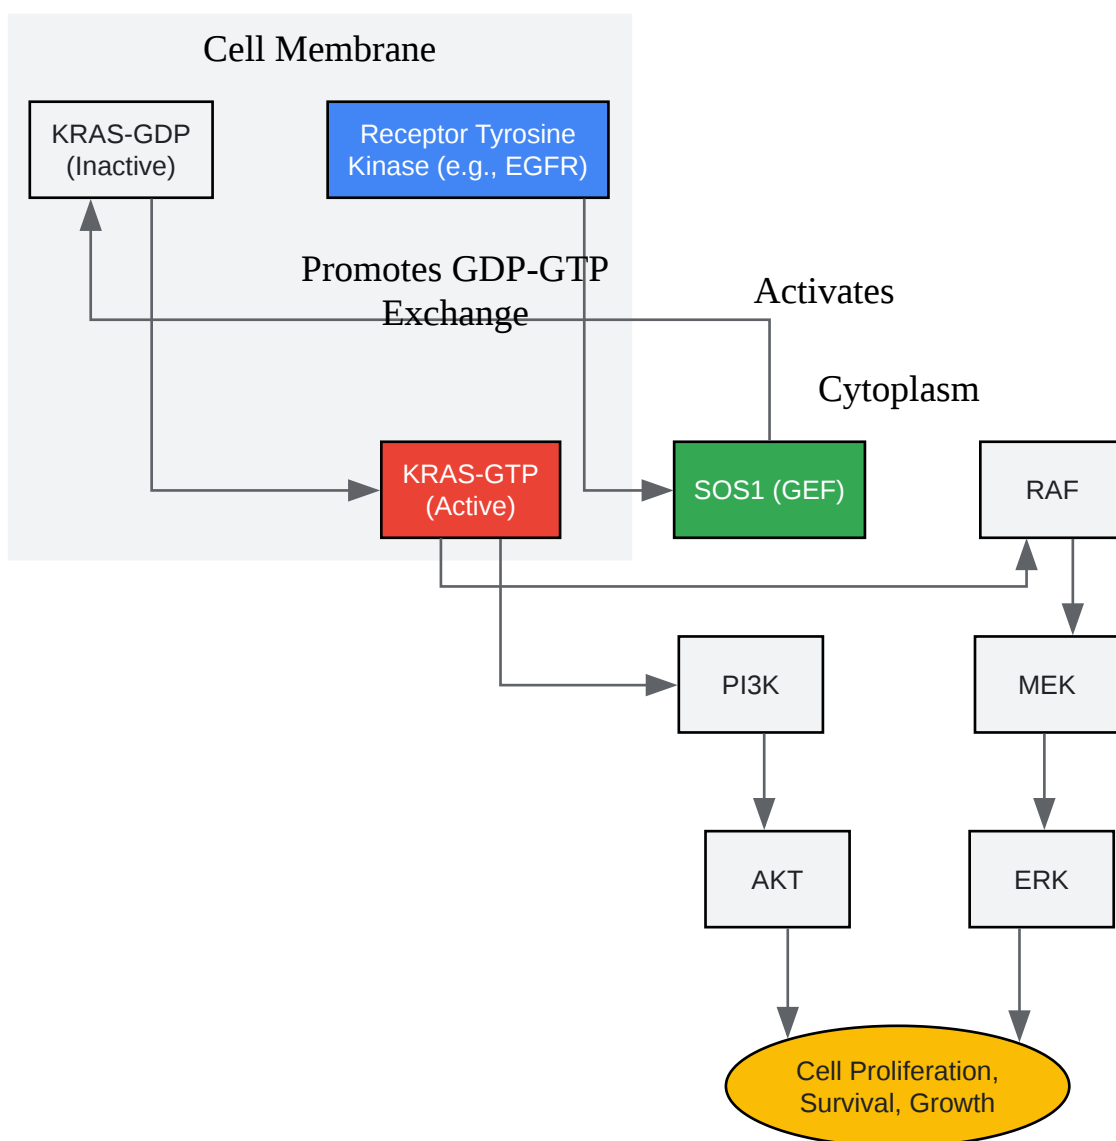 Cell Membrane
KRAS-GDP
(Inactive)
Receptor Tyrosine
Kinase (e.g., EGFR)
Promotes GDP-GTP
Exchange
Activates
Cytoplasm
KRAS-GTP
(Active)
SOS1 (GEF)
RAF
PI3K
MEK
AKT
ERK
Cell Proliferation,
Survival, Growth